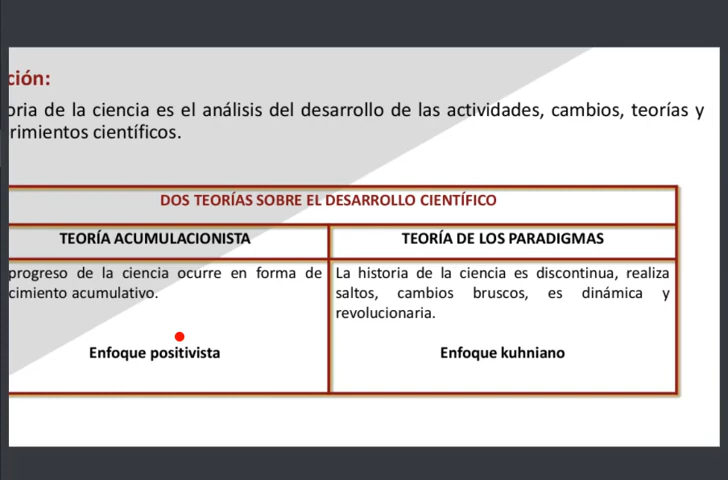 ción:
oria de la ciencia es el análisis del desarrollo de las actividades, cambios, teorías y
rimientos científicos.
DOS TEORÍAS SOBRE EL DESARROLLO CIENTÍFICO
TEORÍA ACUMULACIONISTA
TEORÍA DE LOS PARADIGMAS
progreso de la ciencia ocurre en forma de
cimiento acumulativo.
Enfoque positivista
La historia de la ciencia es discontinua, realiza
saltos, cambios bruscos, es dinámica y
revolucionaria.
Enfoque kuhniano